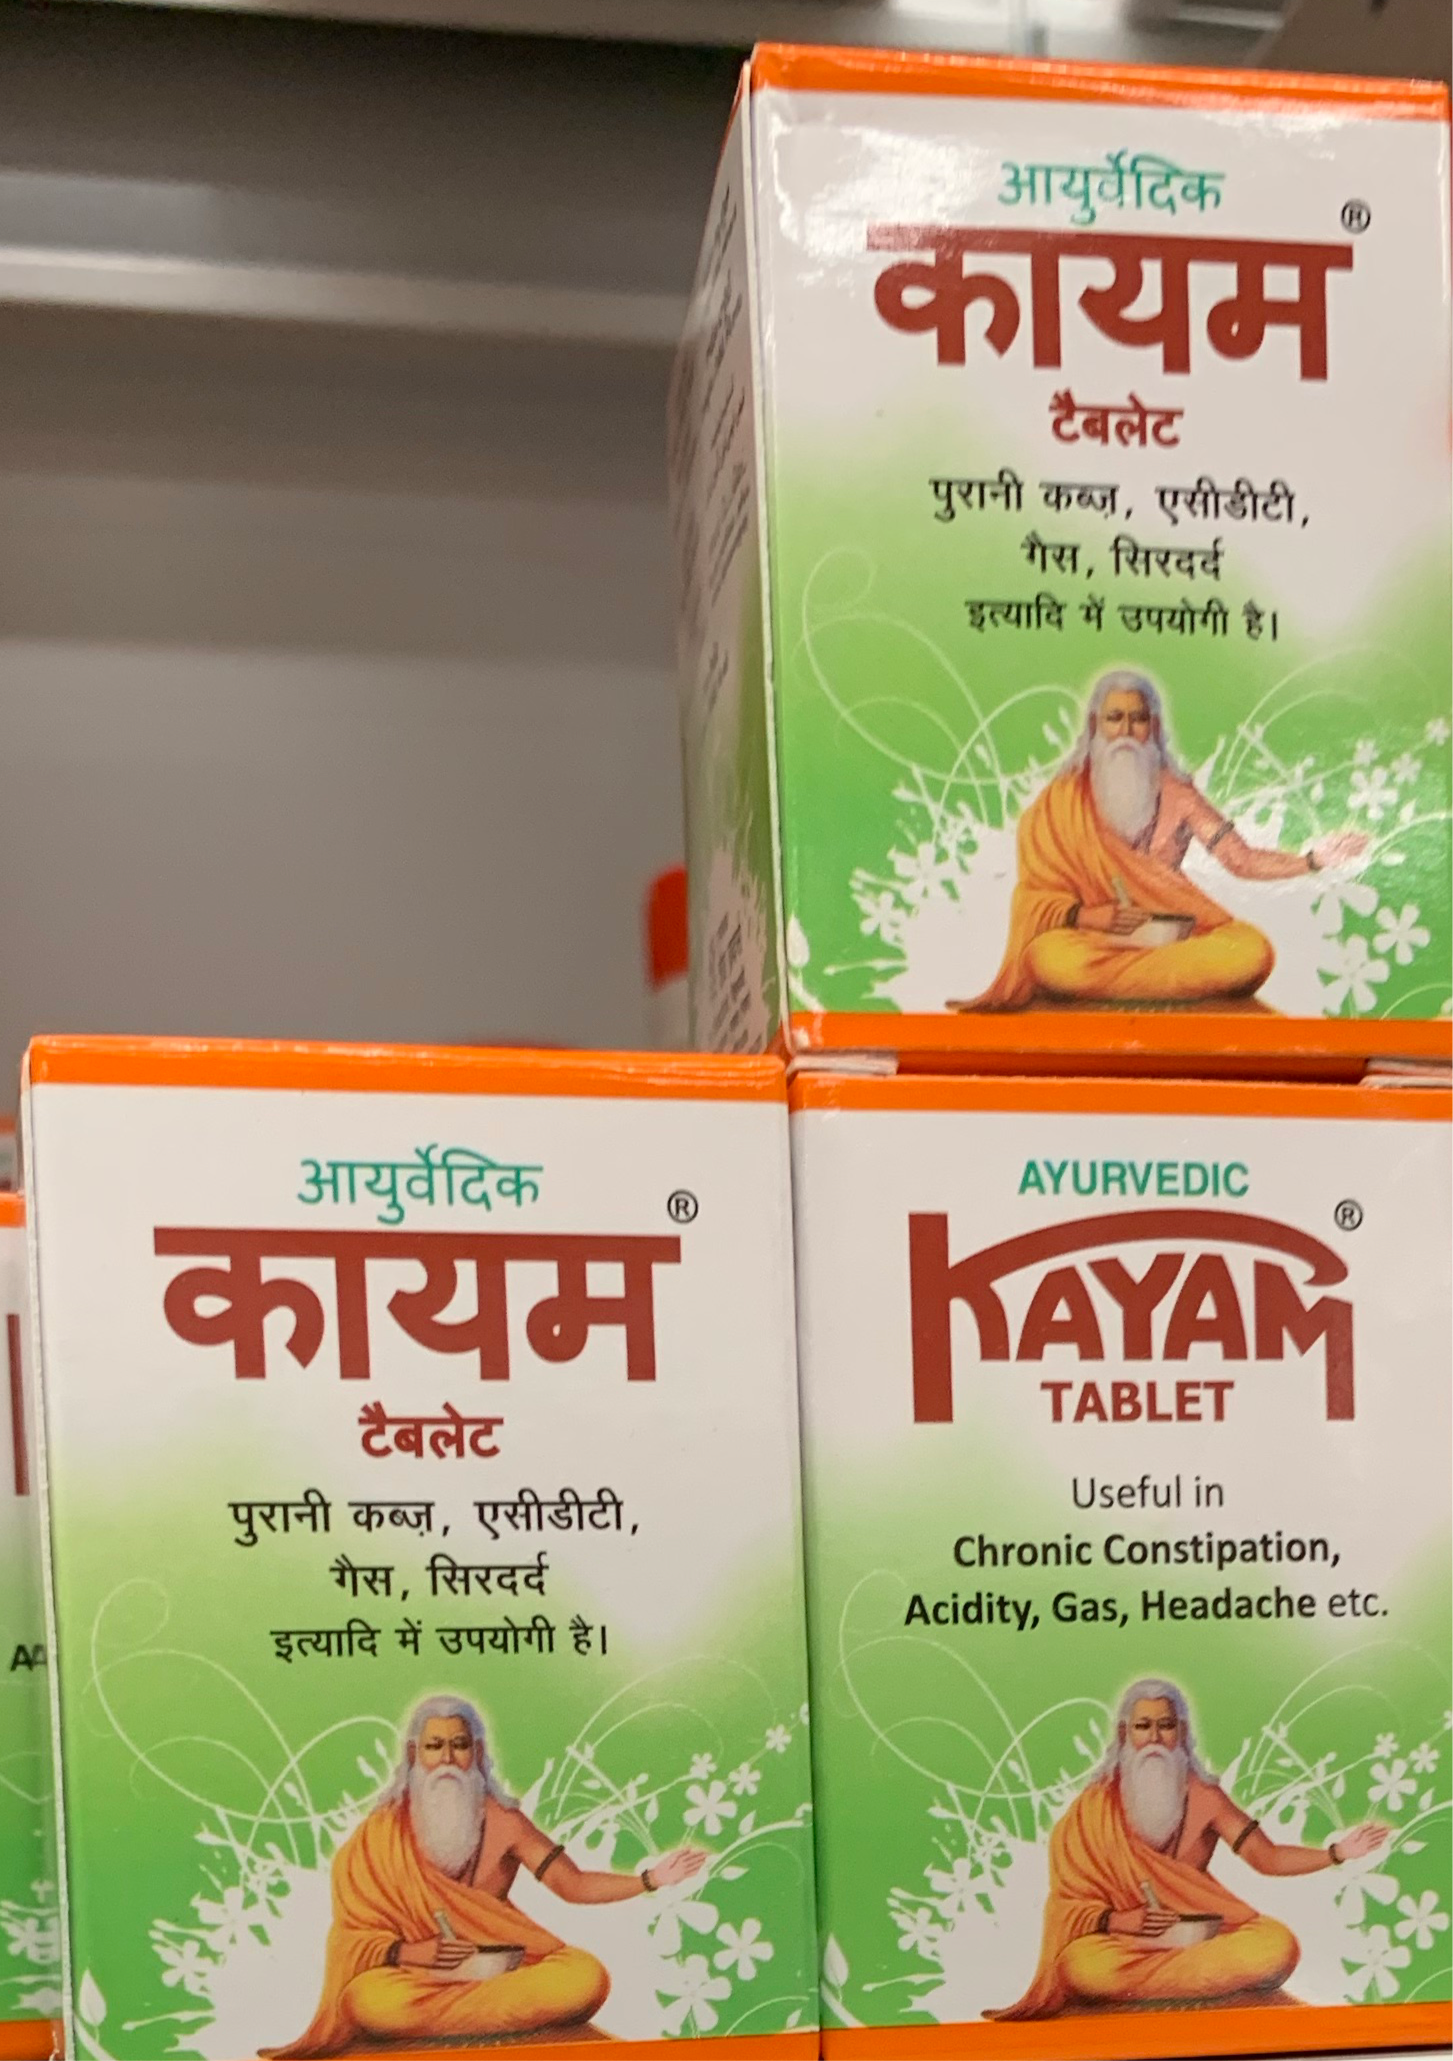 आयुर्वेदिक
कायम®
टैबलेट
पुरानी कब्ज़, एसीडीटी,
गैस, सिरदर्द
इत्यादि में उपयोगी है।
आयुर्वेदिक
कायम®
टैबलेट
पुरानी कब्ज़, एसीडीटी,
गैस, सिरदर्द
इत्यादि में उपयोगी है।
AYURVEDIC
KAYAM®
TABLET
Useful in
Chronic Constipation,
Acidity, Gas, Headache etc.